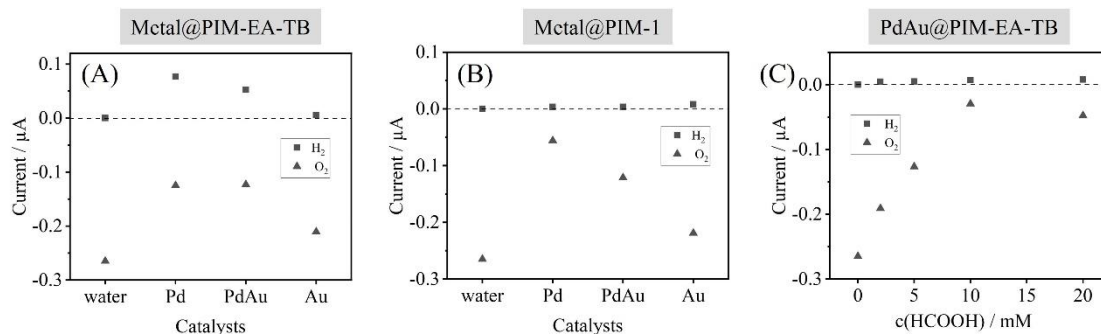 Metal@PIM-EA-TB
Metal@PIM-1
PdAu@PIM-EA-TB
(A)
0.1
0.0
-0.1
-0.2
-0.3
Current / μA
H₂
O₂
water Pd PdAu Au
Catalysts
(B)
0.1
0.0
-0.1
-0.2
-0.3
Current / μA
H₂
O₂
water Pd PdAu Au
Catalysts
(C)
0.0
-0.1
-0.2
-0.3
Current / μA
H₂
O₂
0 5 10 15 20
c(HCOOH) / mM